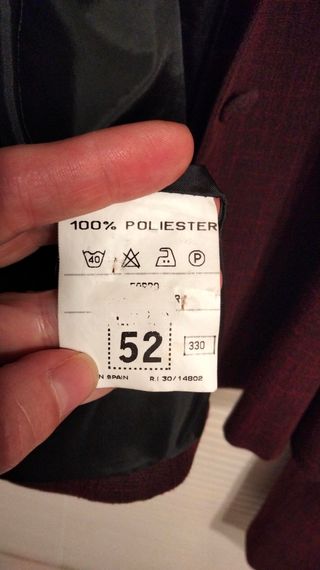 100% POLIESTER
40 P
52 330
N SPAIN R.I 30/14802